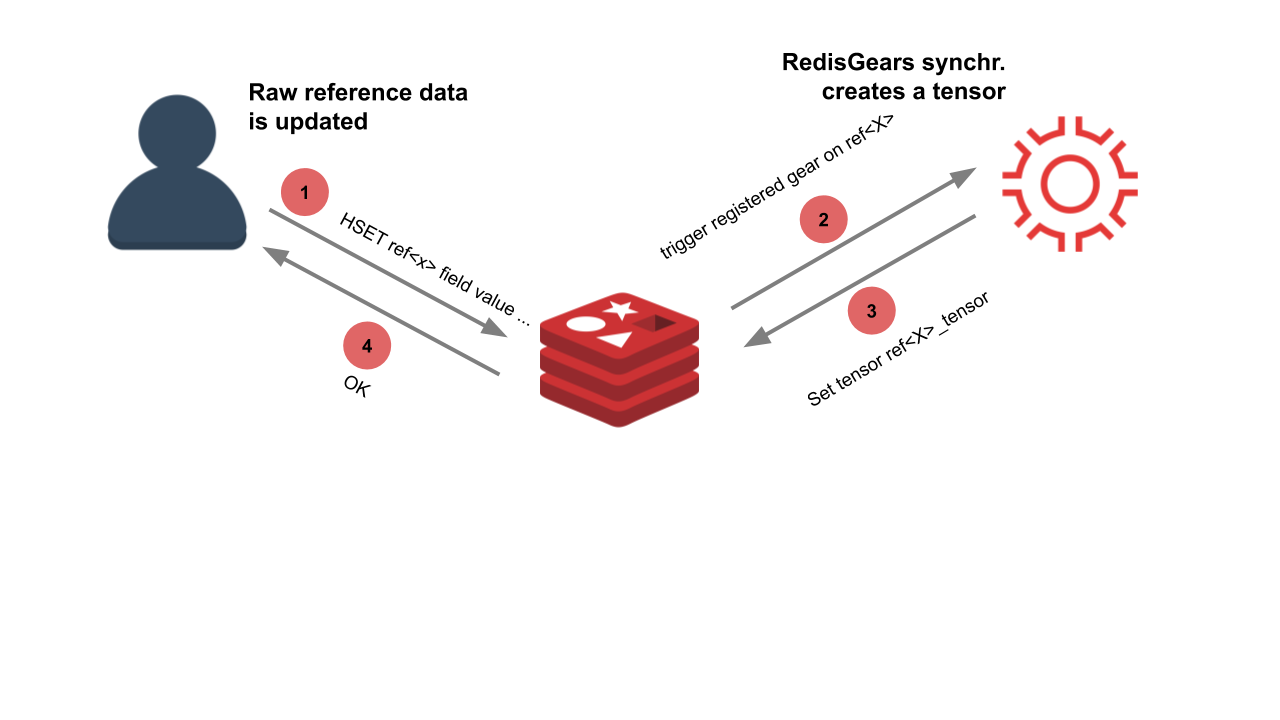 Raw reference data
is updated
RedisGears synchr.
creates a tensor
1
HSET ref<x> field value ...
trigger registered gear on ref<X>
2
3
Set tensor ref<X>_tensor
4
OK